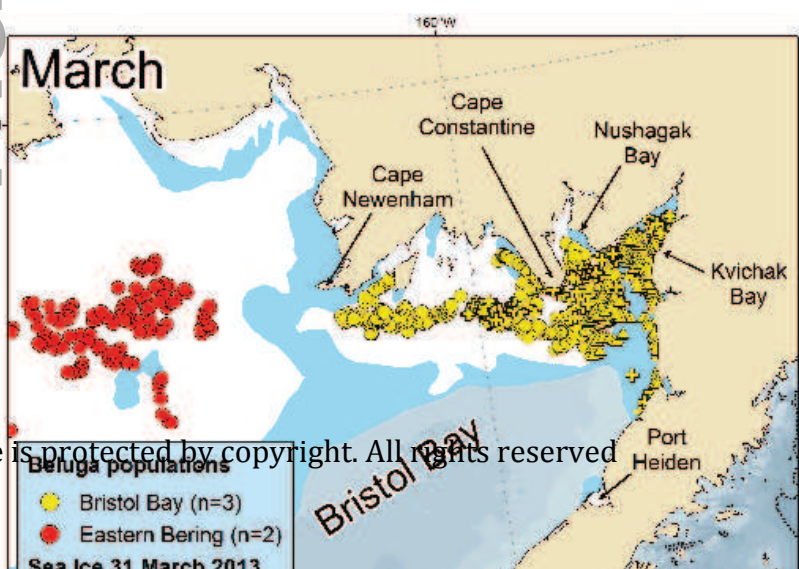 160°W
March
Cape
Constantine
Nushagak
Bay
Cape
Newenham
Kvichak
Bay
Bristol Bay
Port
Heiden
is protected by copyright. All rights reserved
Beluga populations
Bristol Bay (n=3)
Eastern Bering (n=2)
Sea Ice 31 March 2013